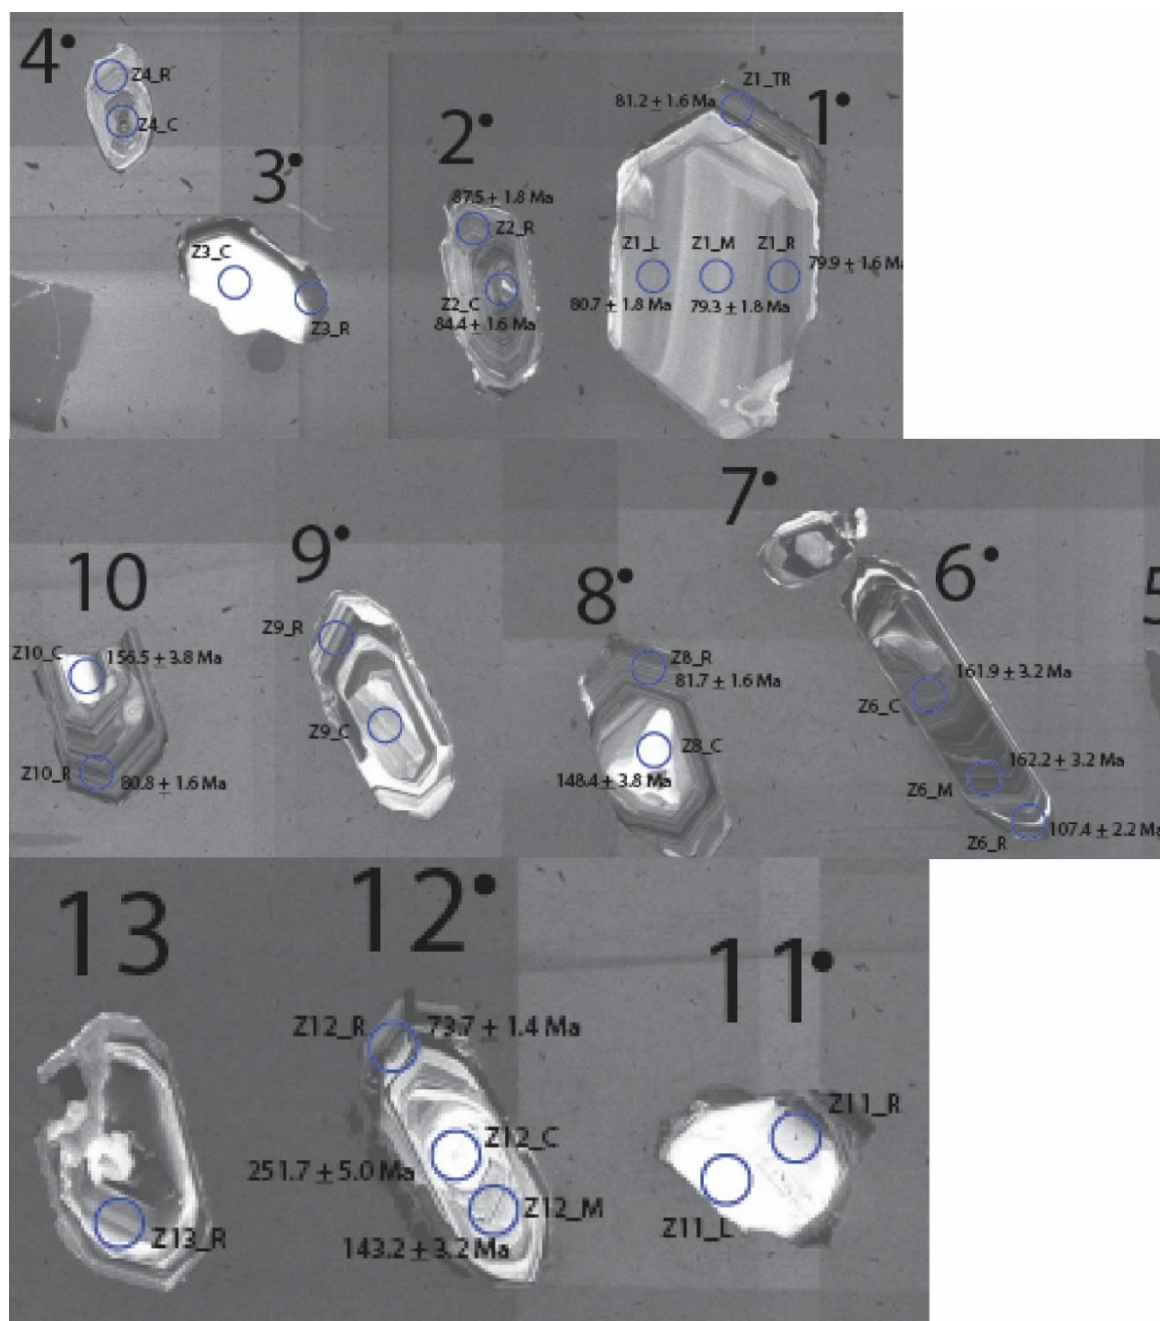 4•
Z4_R
Z4_C
3•
Z3_C
Z3_R
2•
87.5 ± 1.8 Ma
Z2_R
Z2_C
84.4 ± 1.6 Ma
1•
Z1_TR
81.2 ± 1.6 Ma
Z1_L
Z1_M
Z1_R
80.7 ± 1.8 Ma
79.3 ± 1.8 Ma
79.9 ± 1.6 Ma
10
Z10_C
156.5 ± 3.8 Ma
Z10_R
80.8 ± 1.6 Ma
9•
Z9_R
Z9_C
8•
Z8_R
81.7 ± 1.6 Ma
Z8_C
148.4 ± 3.8 Ma
7•
6•
161.9 ± 3.2 Ma
Z6_C
162.2 ± 3.2 Ma
Z6_M
Z6_R
107.4 ± 2.2 Ma
5
13
Z13_R
12•
Z12_R
73.7 ± 1.4 Ma
Z12_C
251.7 ± 5.0 Ma
Z12_M
143.2 ± 3.2 Ma
11•
Z11_R
Z11_L